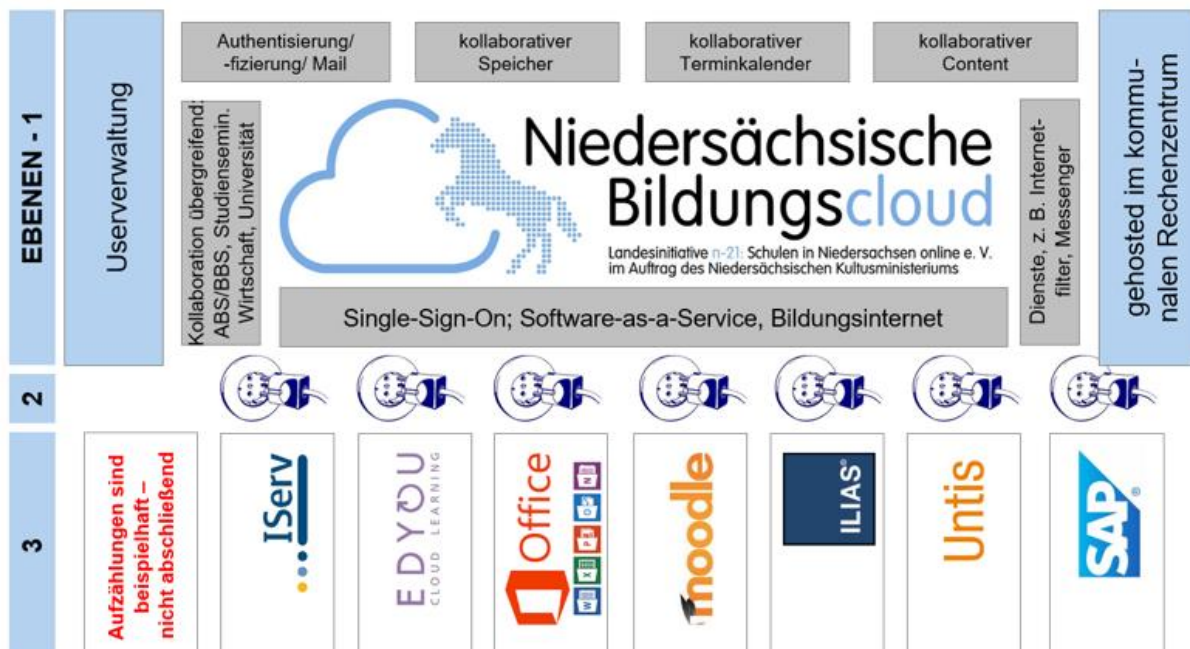 EBENEN - 1
Userverwaltung
Authentisierung/
-fizierung/ Mail
kollaborativer
Speicher
kollaborativer
Terminkalender
kollaborativer
Content
Kollaboration übergreifend:
ABS/BBS, Studiensemin.
Wirtschaft, Universität
Niedersächsische
Bildungscloud
Landesinitiative n-21: Schulen in Niedersachsen online e. V.
im Auftrag des Niedersächsischen Kultusministeriums
Dienste, z. B. Internet-
filter, Messenger
gehosted im kommu-
nalen Rechenzentrum
Single-Sign-On; Software-as-a-Service, Bildungsinternet
2
3
Aufzählungen sind
beispielhaft –
nicht abschließend
IServ
EDYOU
CLOUD LEARNING
Office
moodle
ILIAS®
Untis
SAP®